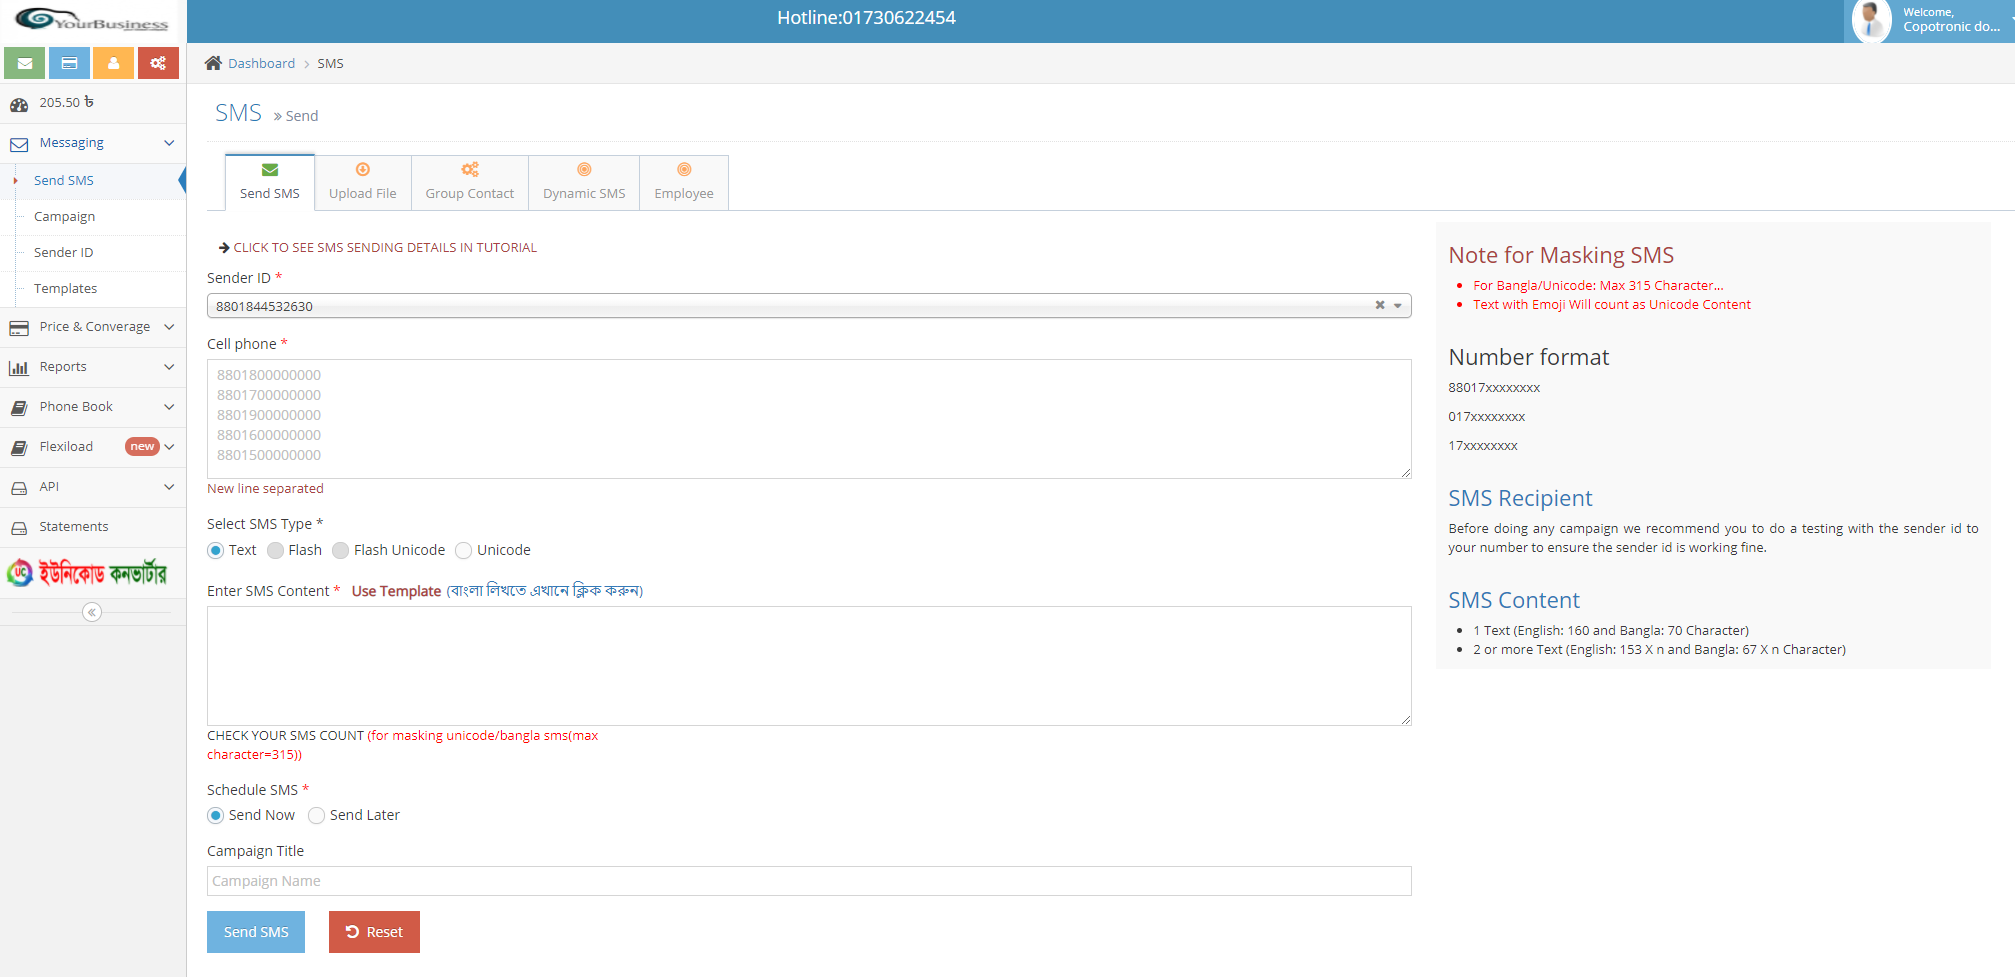 YourBusiness
Hotline:01730622454
Welcome,
Copotronic do...
Dashboard > SMS
205.50 ৳
Messaging
Send SMS
Campaign
Sender ID
Templates
Price & Converage
Reports
Phone Book
Flexiload new
API
Statements
UC ইউনিকোড কনভার্টার
SMS » Send
Send SMS
Upload File
Group Contact
Dynamic SMS
Employee
CLICK TO SEE SMS SENDING DETAILS IN TUTORIAL
Sender ID *
8801844532630
Cell phone *
8801800000000
8801700000000
8801900000000
8801600000000
8801500000000
New line separated
Select SMS Type *
Text Flash Flash Unicode Unicode
Enter SMS Content * Use Template (বাংলা লিখতে এখানে ক্লিক করুন)
CHECK YOUR SMS COUNT (for masking unicode/bangla sms(max
character=315))
Schedule SMS *
Send Now Send Later
Campaign Title
Campaign Name
Send SMS Reset
Note for Masking SMS
For Bangla/Unicode: Max 315 Character...
Text with Emoji Will count as Unicode Content
Number format
88017xxxxxxxx
017xxxxxxxx
17xxxxxxxx
SMS Recipient
Before doing any campaign we recommend you to do a testing with the sender id to
your number to ensure the sender id is working fine.
SMS Content
1 Text (English: 160 and Bangla: 70 Character)
2 or more Text (English: 153 X n and Bangla: 67 X n Character)